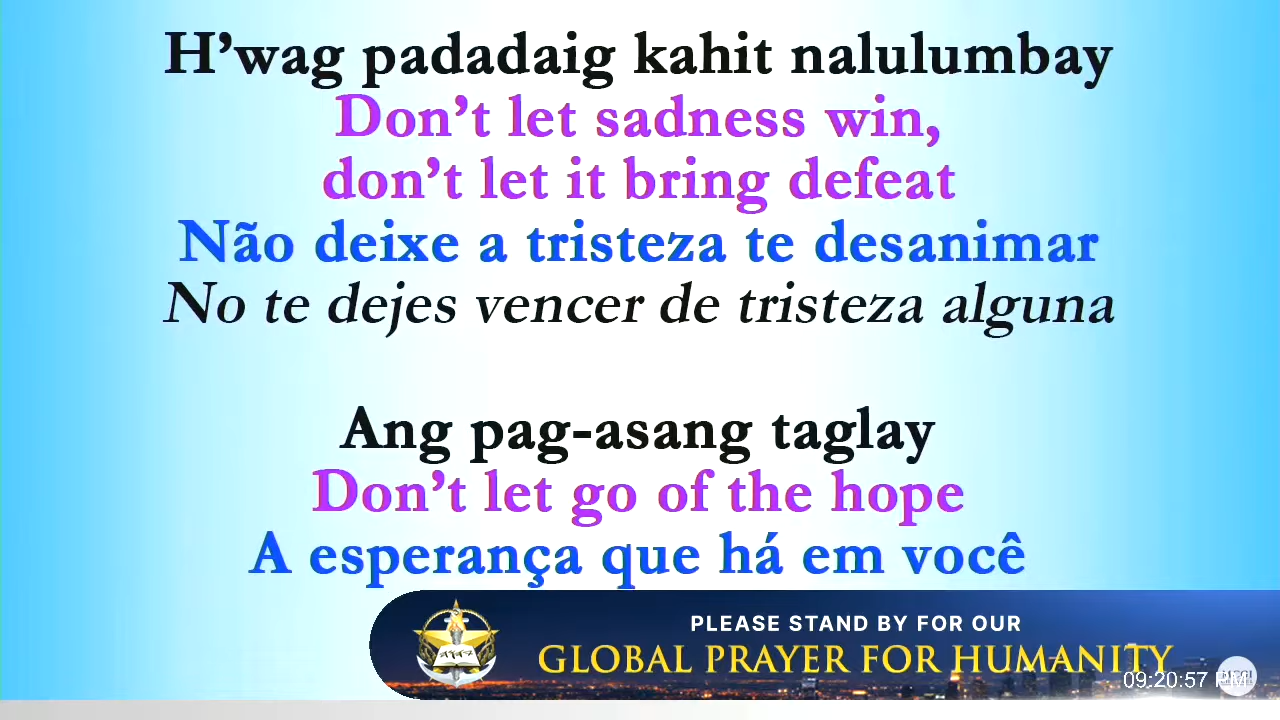 H’wag padadaig kahit nalulumbay
Don’t let sadness win,
don’t let it bring defeat
Não deixe a tristeza te desanimar
No te dejes vencer de tristeza alguna
Ang pag-asang taglay
Don’t let go of the hope
A esperança que há em você
PLEASE STAND BY FOR OUR
GLOBAL PRAYER FOR HUMANITY
09:20:57 PM